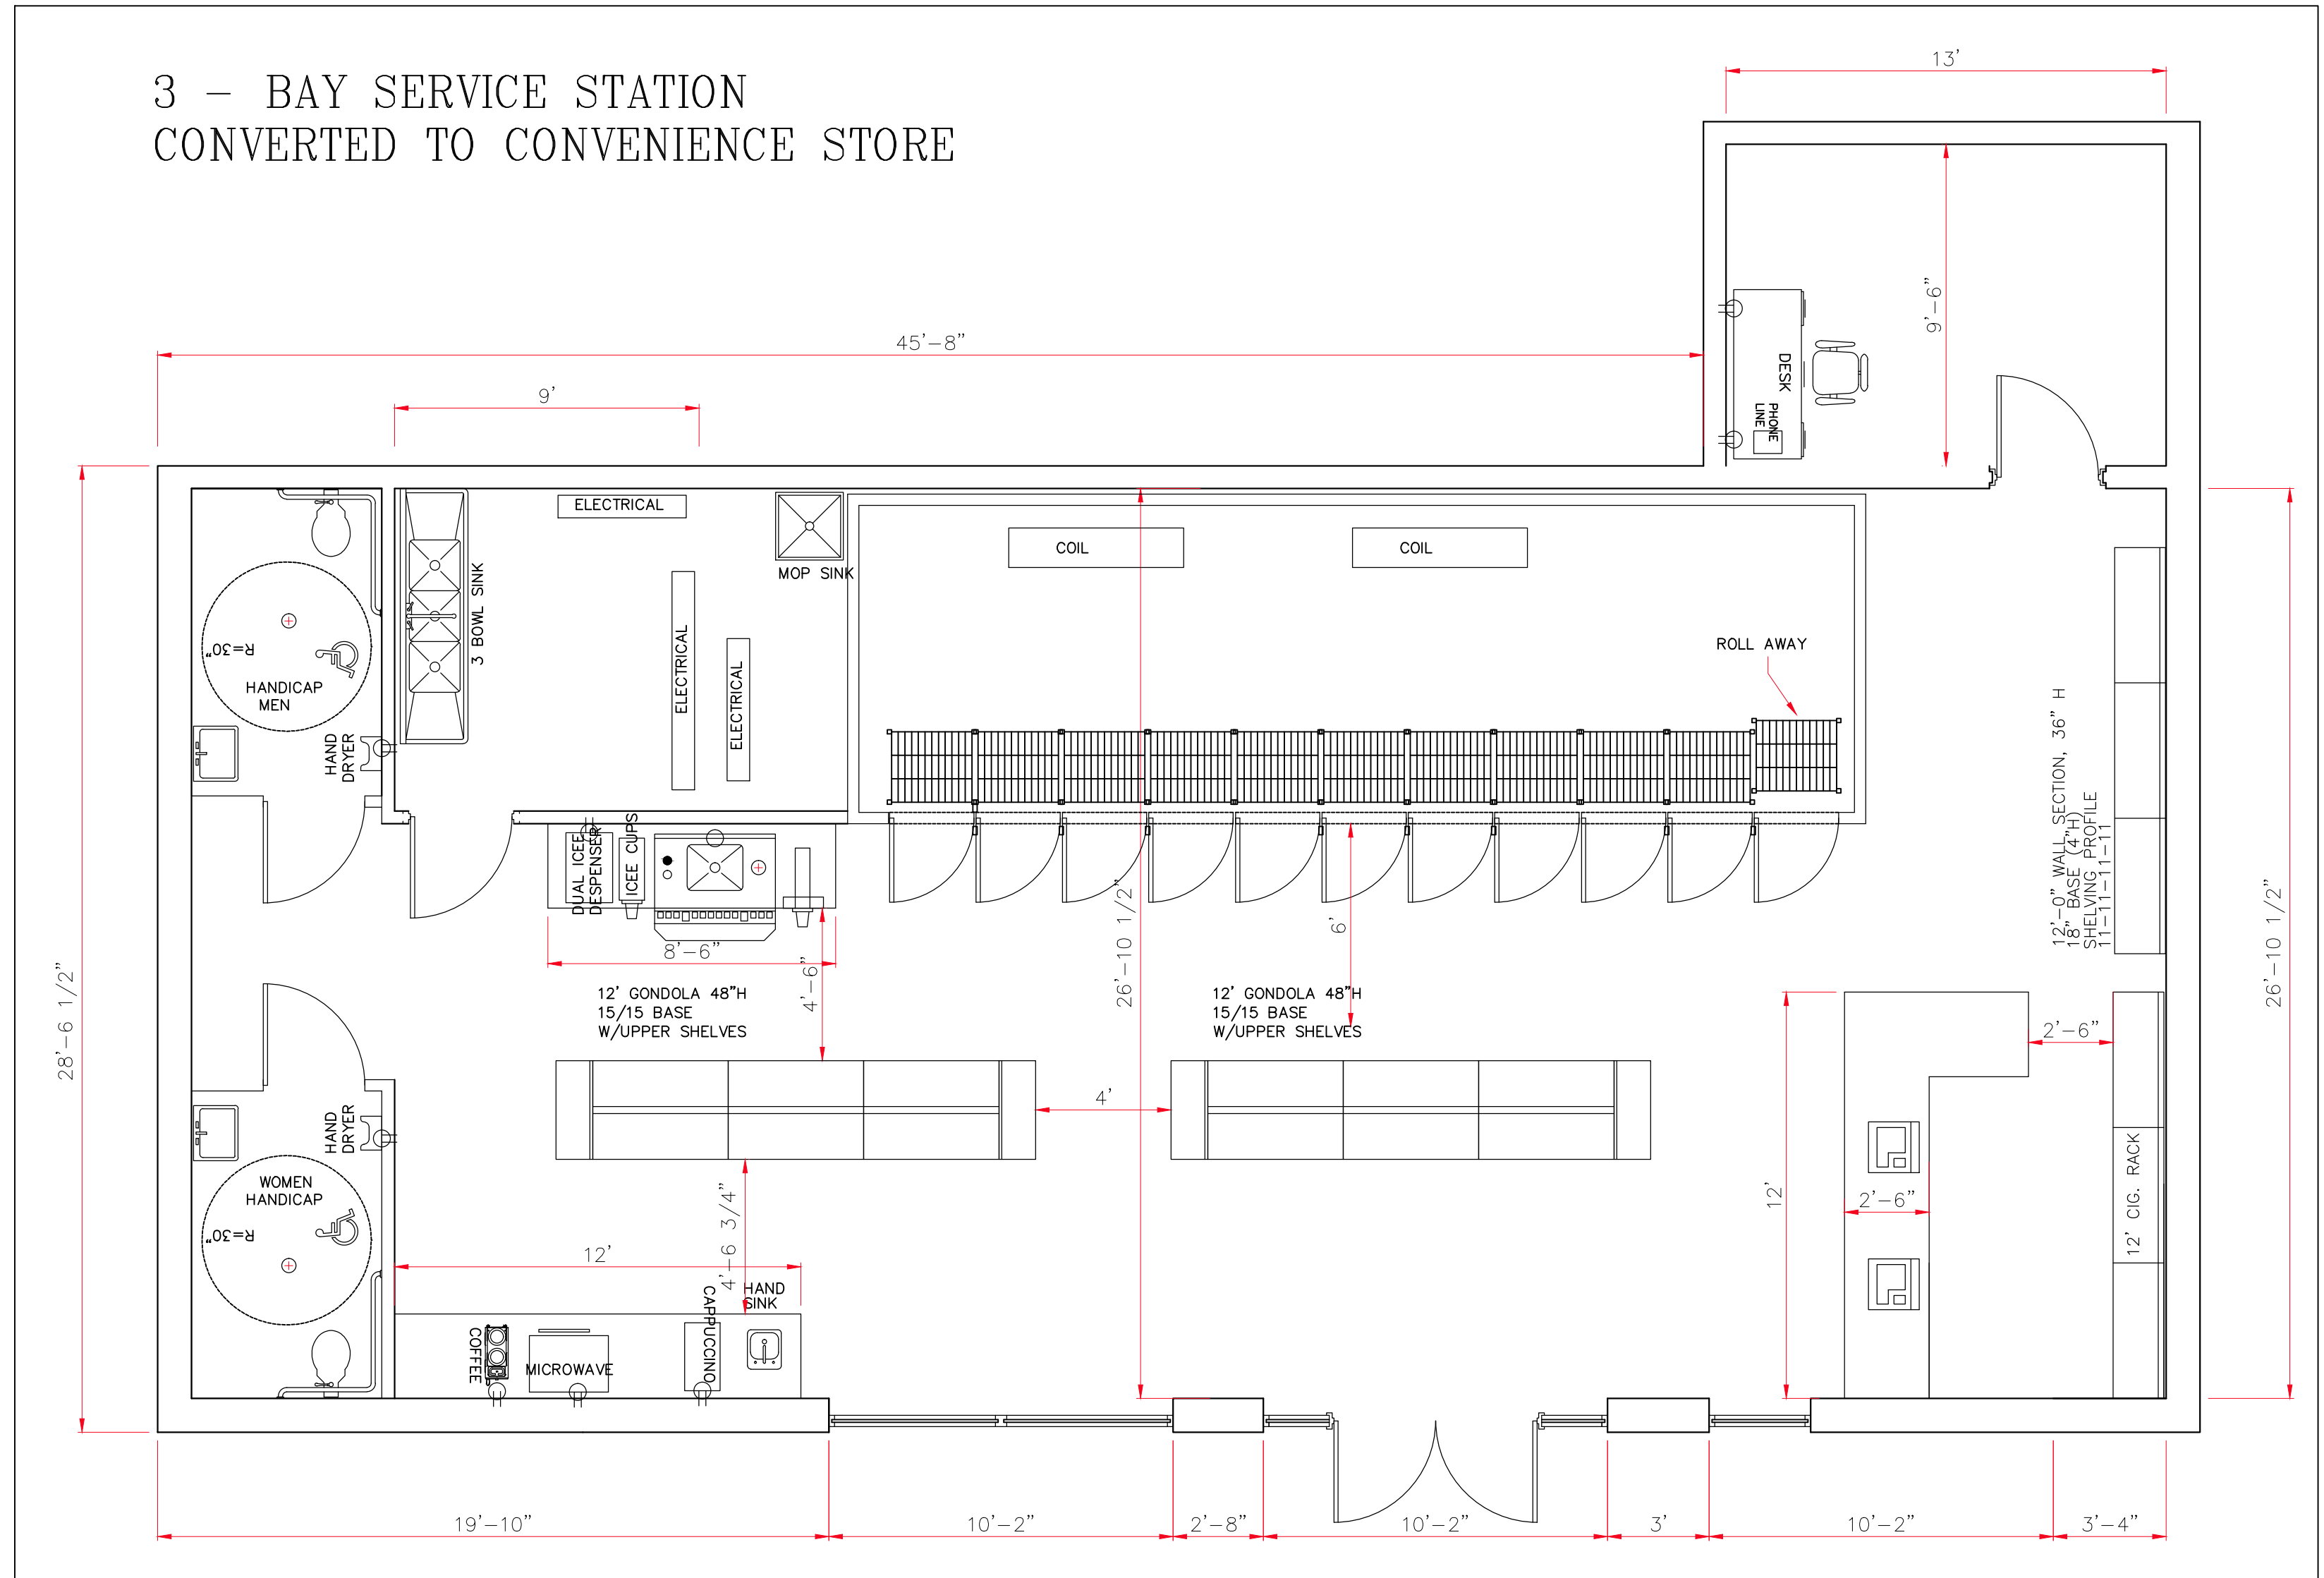 3 - BAY SERVICE STATION
CONVERTED TO CONVENIENCE STORE
13'
9'-6"
45'-8"
9'
DESK
PHONE
LINE
ELECTRICAL
MOP SINK
COIL
COIL
3 BOWL SINK
ELECTRICAL
ELECTRICAL
ROLL AWAY
R=30"
HANDICAP
MEN
HAND
DRYER
DUAL ICEE
DESPENSER
ICEE CUPS
12'-0" WALL SECTION, 36" H
18" BASE (4"H)
SHELVING PROFILE
11-11-11-11-11
8'-6"
4'-6"
26'-10 1/2"
6'
28'-6 1/2"
26'-10 1/2"
12' GONDOLA 48"H
15/15 BASE
W/UPPER SHELVES
12' GONDOLA 48"H
15/15 BASE
W/UPPER SHELVES
2'-6"
4'
HAND
DRYER
WOMEN
HANDICAP
R=30"
4'-6 3/4"
12'
12'
2'-6"
12' CIG. RACK
HAND
SINK
COFFEE
MICROWAVE
CAPPUCCINO
19'-10"
10'-2"
2'-8"
10'-2"
3'
10'-2"
3'-4"